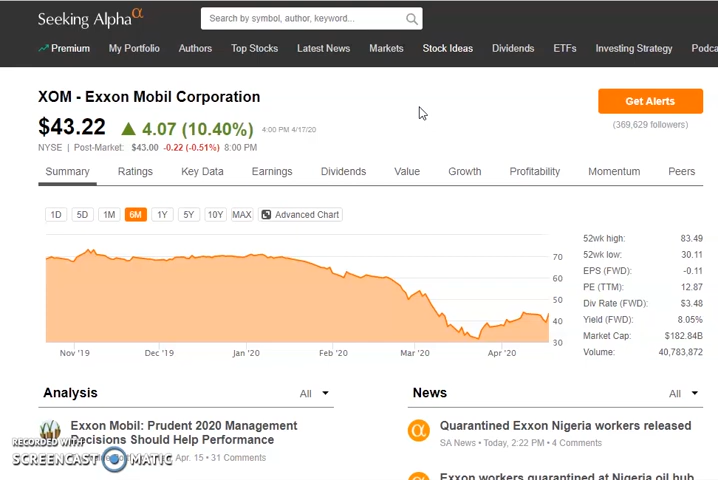 Seeking Alpha α
Search by symbol, author, keyword...
Premium My Portfolio Authors Top Stocks Latest News Markets Stock Ideas Dividends ETFs Investing Strategy Podca
XOM - Exxon Mobil Corporation
Get Alerts
$43.22 4.07 (10.40%) 4:00 PM 4/17/20
(369,629 followers)
NYSE | Post-Market: $43.00 -0.22 (-0.51%) 8:00 PM
Summary Ratings Key Data Earnings Dividends Value Growth Profitability Momentum Peers
1D 5D 1M 6M 1Y 5Y 10Y MAX Advanced Chart
70
60
50
40
30
Nov '19 Dec '19 Jan '20 Feb '20 Mar '20 Apr '20
52wk high: 83.49
52wk low: 30.11
EPS (FWD): -0.11
PE (TTM): 12.87
Div Rate (FWD): $3.48
Yield (FWD): 8.05%
Market Cap: $182.84B
Volume: 40,783,872
Analysis All
Exxon Mobil: Prudent 2020 Management
Decisions Should Help Performance
Apr. 15 • 31 Comments
News All
α
Quarantined Exxon Nigeria workers released
SA News • Today, 2:22 PM • 4 Comments
Exxon workers quarantined at Nigeria oil hub
RECORDED WITH
SCREENCAST MATIC